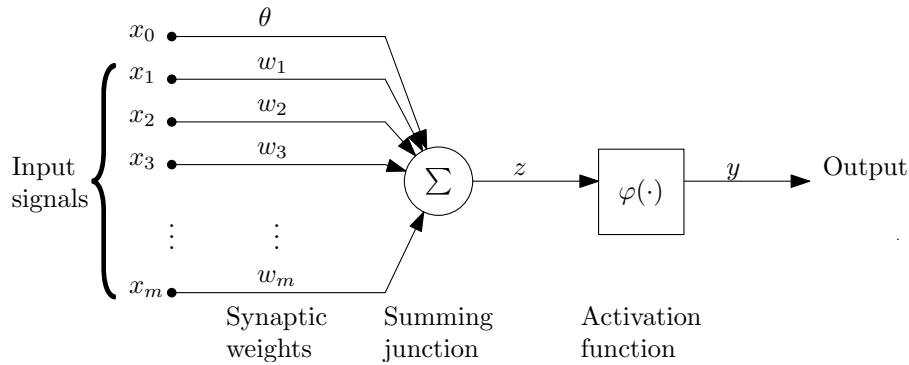 x₀ θ
x₁ w₁
x₂ w₂
x₃ w₃
Input signals
Σ
z
φ(·)
y
Output
⋮ ⋮
xₘ wₘ
Synaptic weights
Summing junction
Activation function